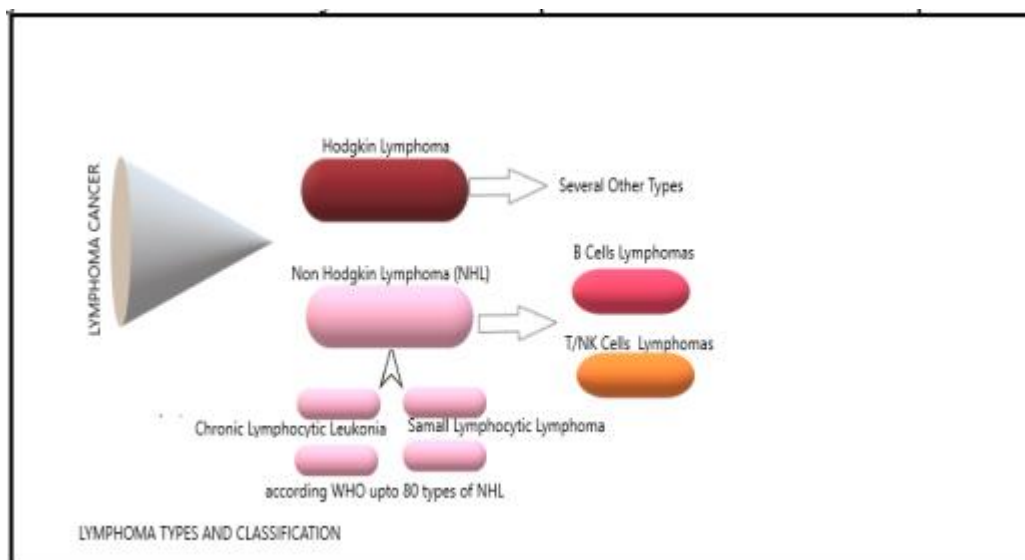 LYMPHOMA CANCER
Hodgkin Lymphoma
Several Other Types
Non Hodgkin Lymphoma (NHL)
B Cells Lymphomas
T/NK Cells Lymphomas
Chronic Lymphocytic Leukonia
Samall Lymphocytic Lymphoma
according WHO upto 80 types of NHL
LYMPHOMA TYPES AND CLASSIFICATION